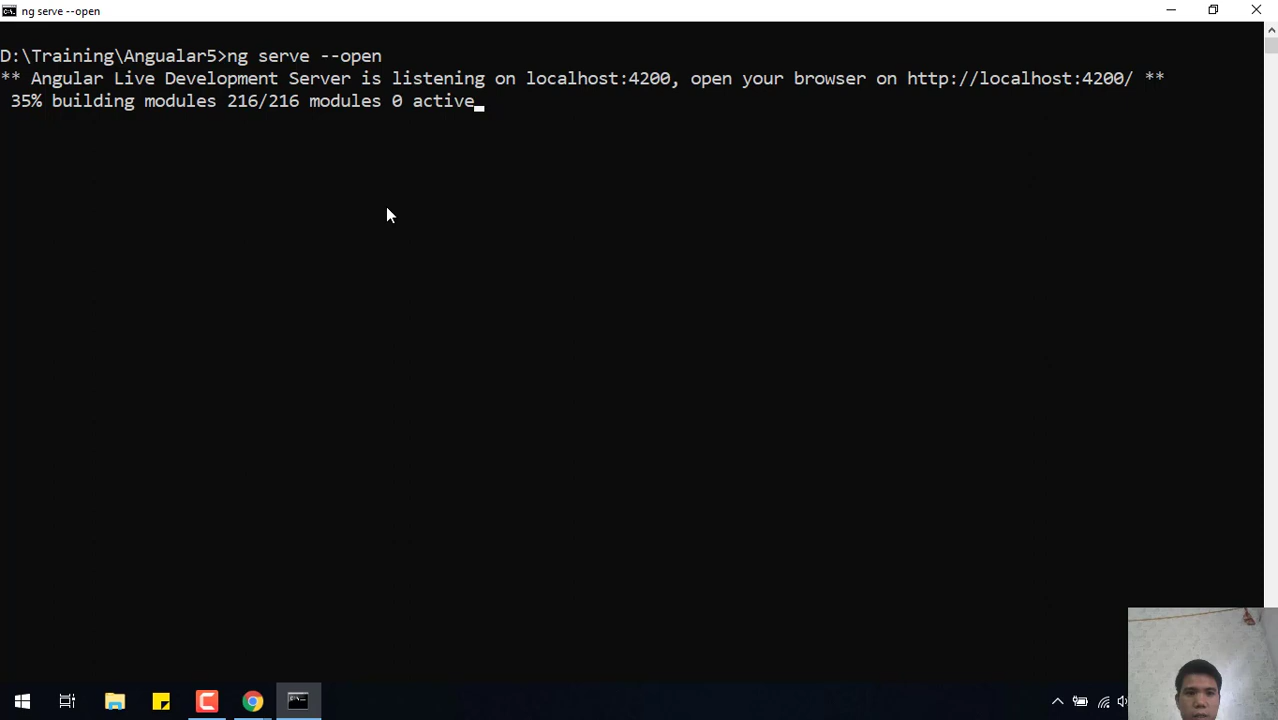 ng serve --open
D:\Training\Angualar5>ng serve --open
** Angular Live Development Server is listening on localhost:4200, open your browser on http://localhost:4200/ **
35% building modules 216/216 modules 0 active